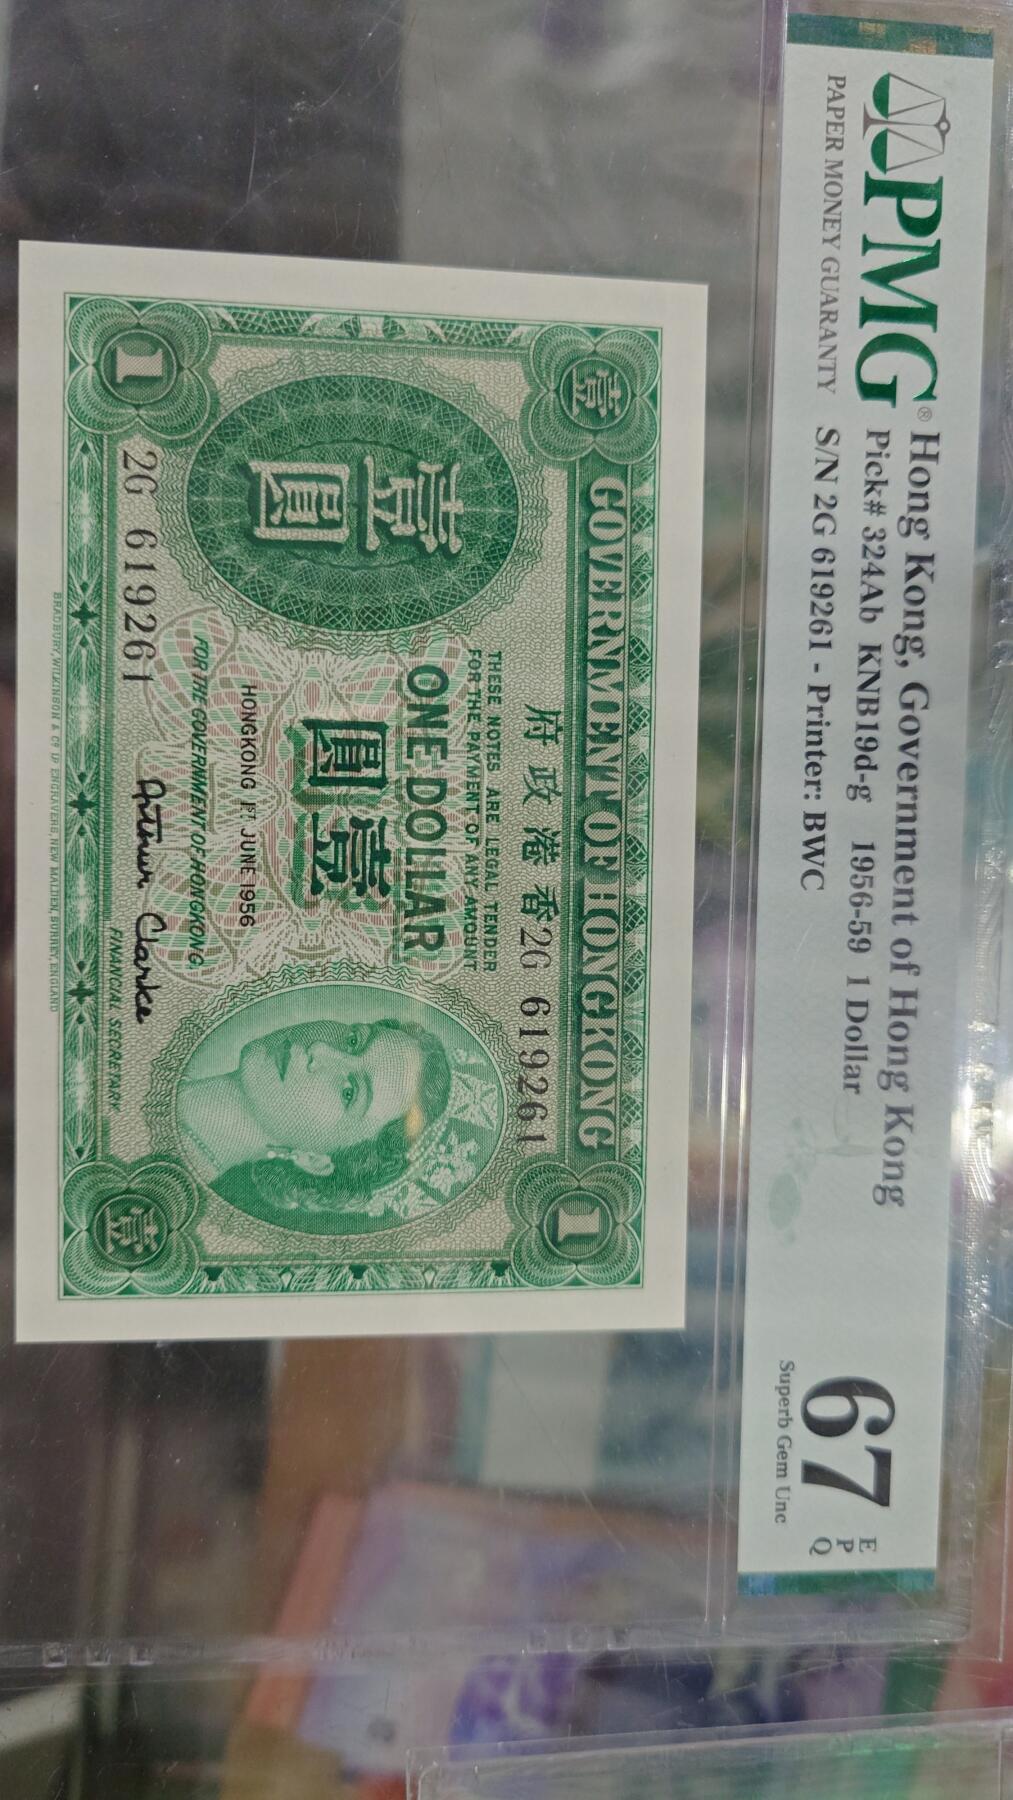 PMG®
PAPER MONEY GUARANTY
Hong Kong, Government of Hong Kong
Pick# 324Ab KNB19d-g 1956-59 1 Dollar
S/N 2G 619261 - Printer: BWC
67 EPQ
Superb Gem Unc
壹
GOVERNMENT OF HONGKONG
1
府政港香
2G 619261
THESE NOTES ARE LEGAL TENDER
FOR THE PAYMENT OF ANY AMOUNT
壹圓
ONE DOLLAR
圓壹
HONGKONG 1ST. JUNE 1956
FOR THE GOVERNMENT OF HONGKONG,
1
2G 619261
Arthur Clarke
FINANCIAL SECRETARY.
壹
BRADBURY, WILKINSON & Cº Lº ENGRAVERS, NEW MALDEN, SURREY, ENGLAND